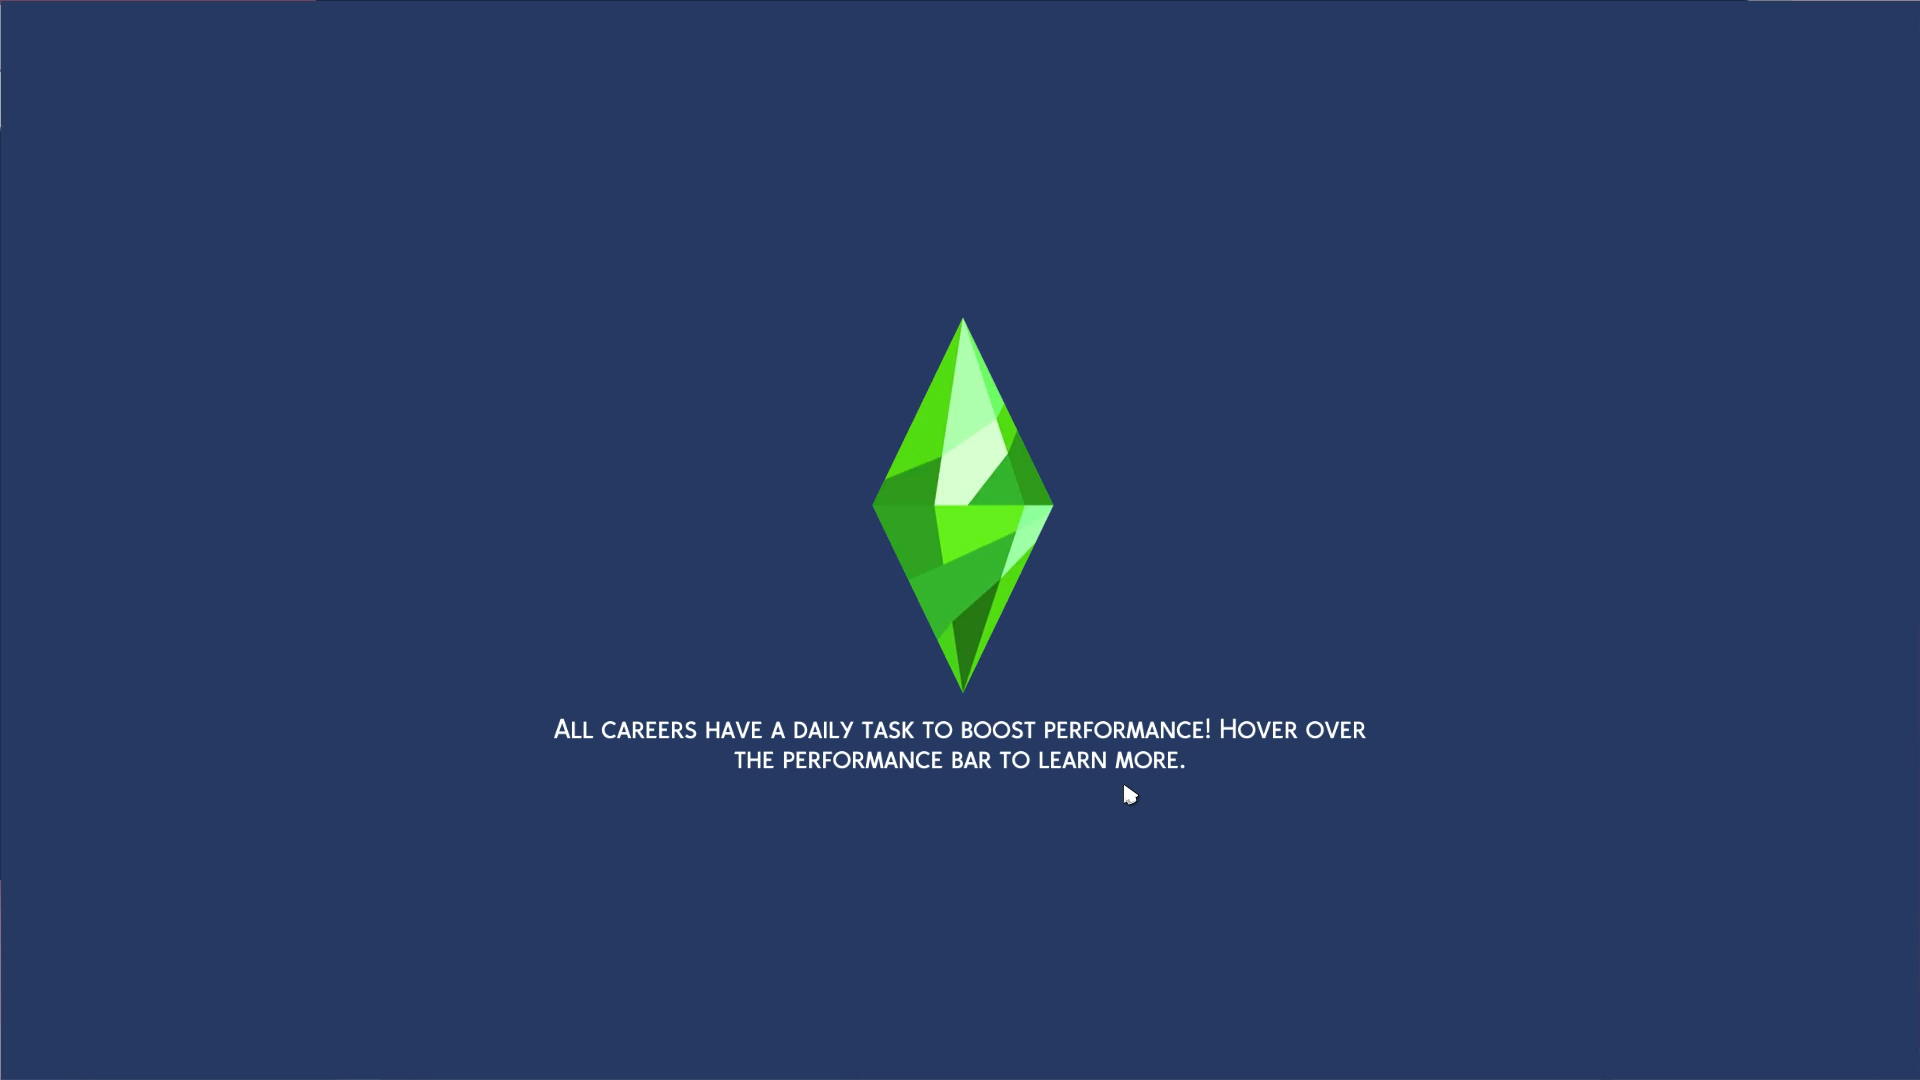 All careers have a daily task to boost performance! Hover over
the performance bar to learn more.